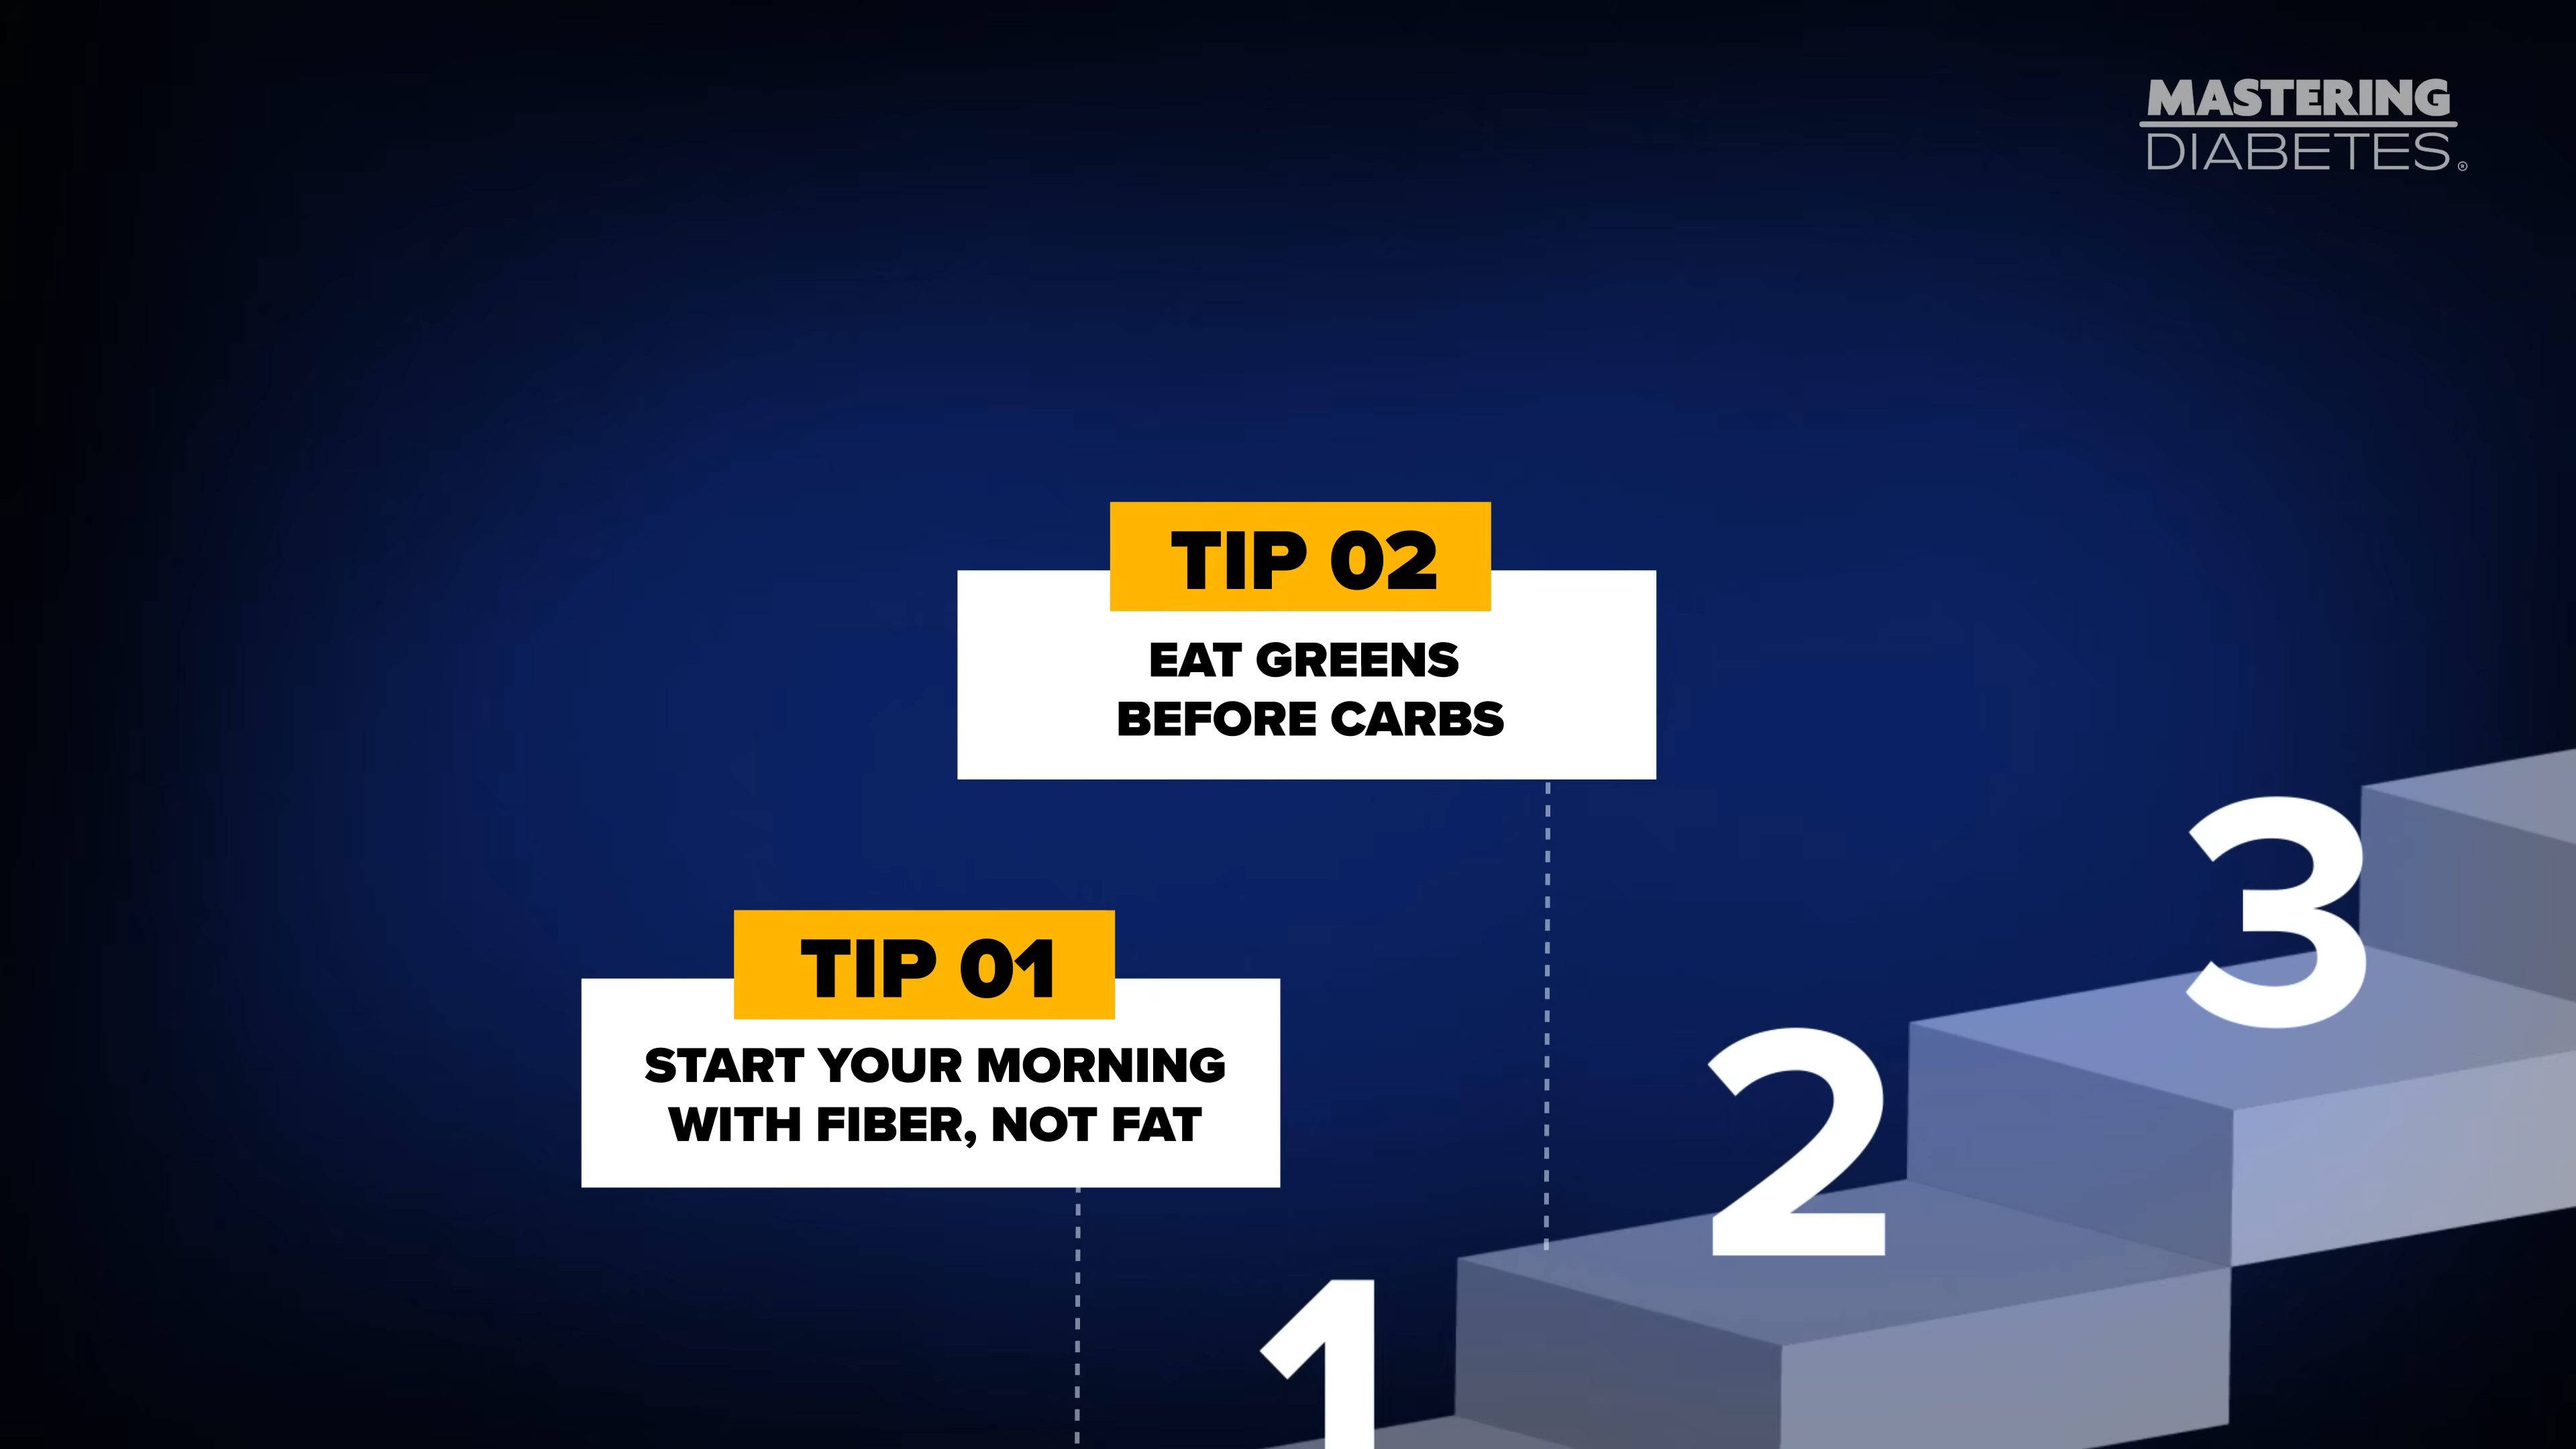 MASTERING
DIABETES®
TIP 02
EAT GREENS
BEFORE CARBS
TIP 01
START YOUR MORNING
WITH FIBER, NOT FAT
3
2
1